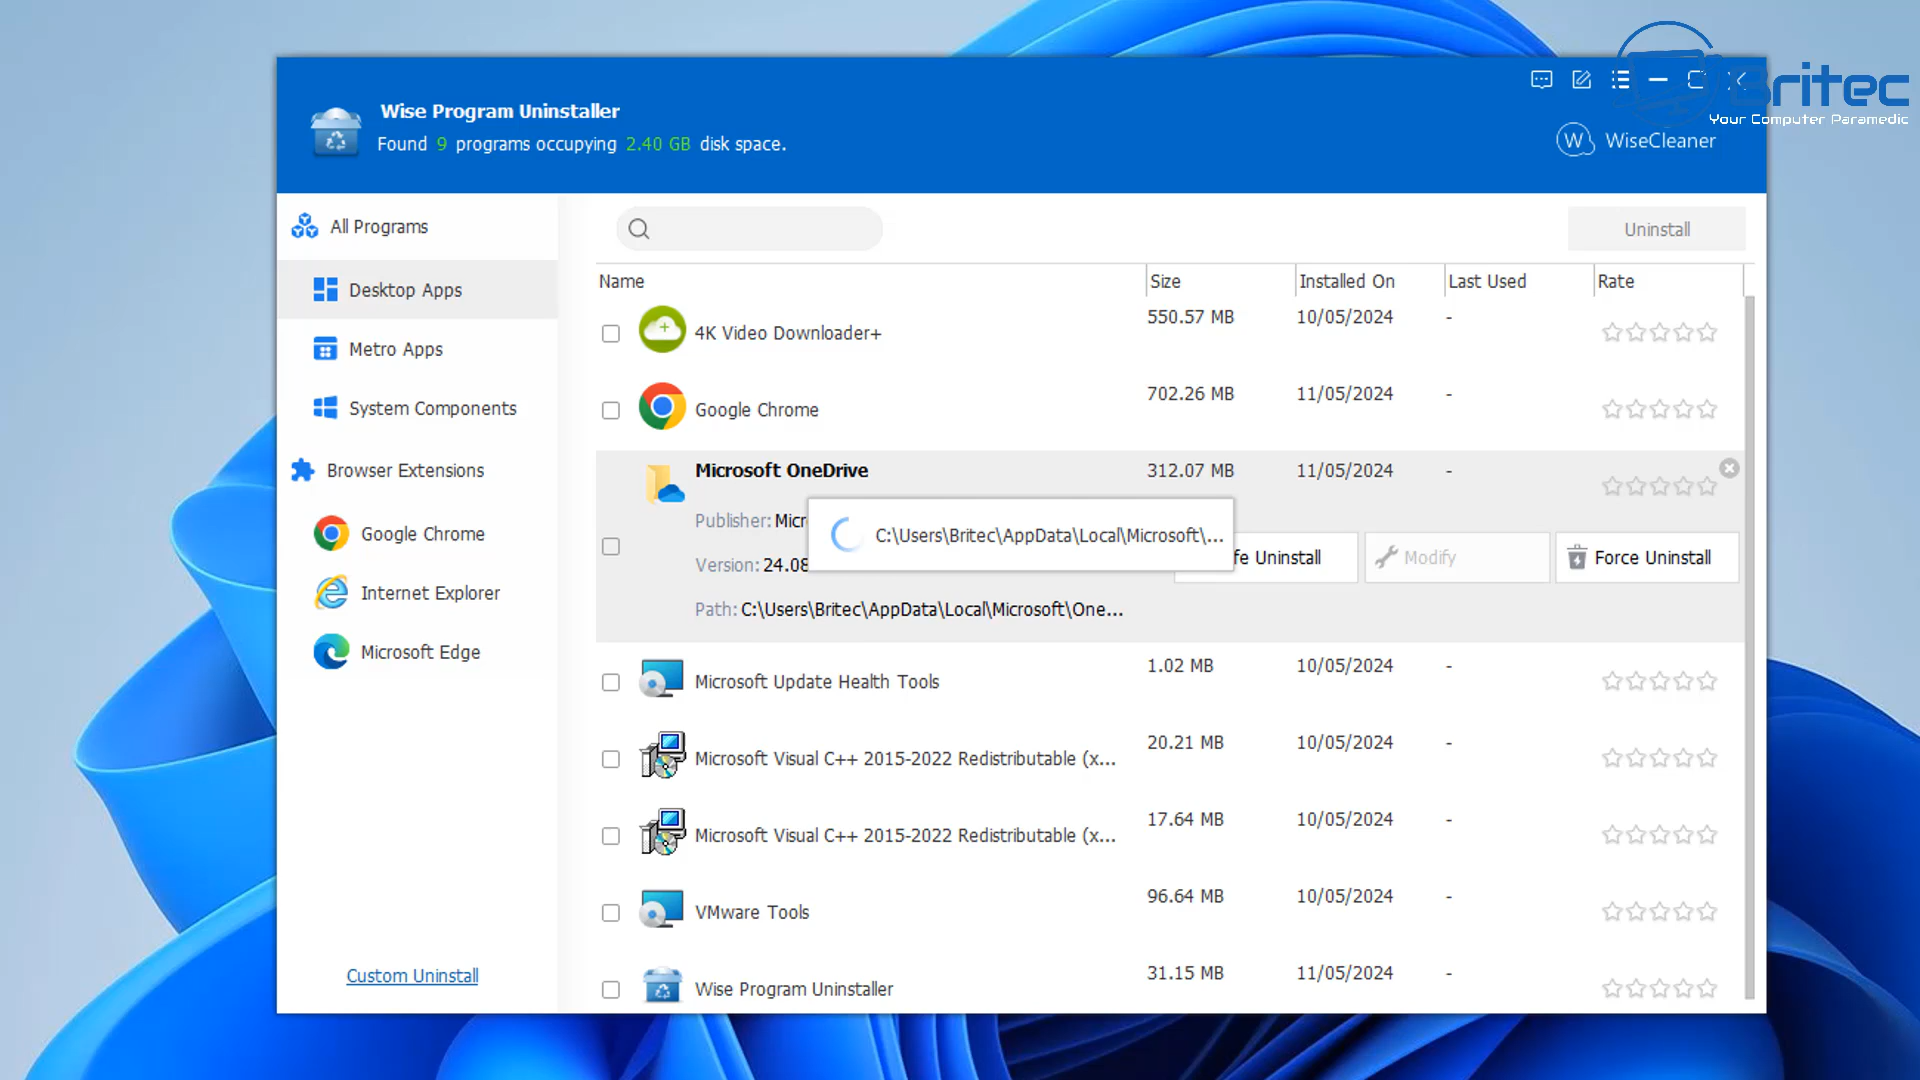 Britec
Your Computer Paramedic
Wise Program Uninstaller
Found 9 programs occupying 2.40 GB disk space.
W WiseCleaner
All Programs
Desktop Apps
Metro Apps
System Components
Browser Extensions
Google Chrome
Internet Explorer
Microsoft Edge
Custom Uninstall
Uninstall
Name Size Installed On Last Used Rate
4K Video Downloader+ 550.57 MB 10/05/2024 -
Google Chrome 702.26 MB 11/05/2024 -
Microsoft OneDrive 312.07 MB 11/05/2024 -
Publisher: Micr
C:\Users\Britec\AppData\Local\Microsoft\...
Version: 24.08
fe Uninstall Modify Force Uninstall
Path: C:\Users\Britec\AppData\Local\Microsoft\One...
Microsoft Update Health Tools 1.02 MB 10/05/2024 -
Microsoft Visual C++ 2015-2022 Redistributable (x... 20.21 MB 10/05/2024 -
Microsoft Visual C++ 2015-2022 Redistributable (x... 17.64 MB 10/05/2024 -
VMware Tools 96.64 MB 10/05/2024 -
Wise Program Uninstaller 31.15 MB 11/05/2024 -